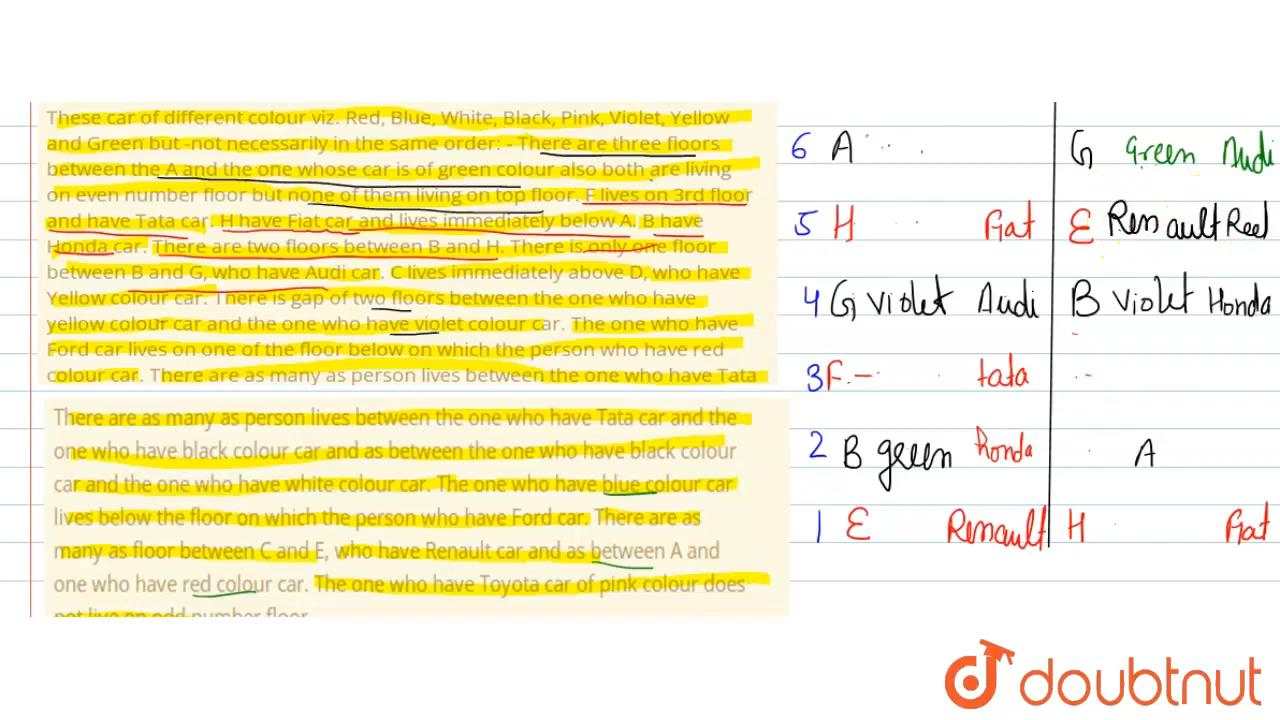 These car of different colour viz. Red, Blue, White, Black, Pink, Violet, Yellow
and Green but -not necessarily in the same order: - There are three floors
between the A and the one whose car is of green colour also both are living
on even number floor but none of them living on top floor. F lives on 3rd floor
and have Tata car. H have Fiat car and lives immediately below A. B have
Honda car. There are two floors between B and H. There is only one floor
between B and G, who have Audi car. C lives immediately above D, who have
Yellow colour car. There is gap of two floors between the one who have
yellow colour car and the one who have violet colour car. The one who have
Ford car lives on one of the floor below on which the person who have red
colour car. There are as many as person lives between the one who have Tata
There are as many as person lives between the one who have Tata car and the
one who have black colour car and as between the one who have black colour
car and the one who have white colour car. The one who have blue colour car
lives below the floor on which the person who have Ford car. There are as
many as floor between C and E, who have Renault car and as between A and
one who have red colour car. The one who have Toyota car of pink colour does
not live on odd number floor.
6 A G Green Audi
5 H Fiat E Renault Red
4 G violet Audi B Violet Honda
3 F - tata
2 B green Honda A
1 E Renault H Fiat
doubtnut